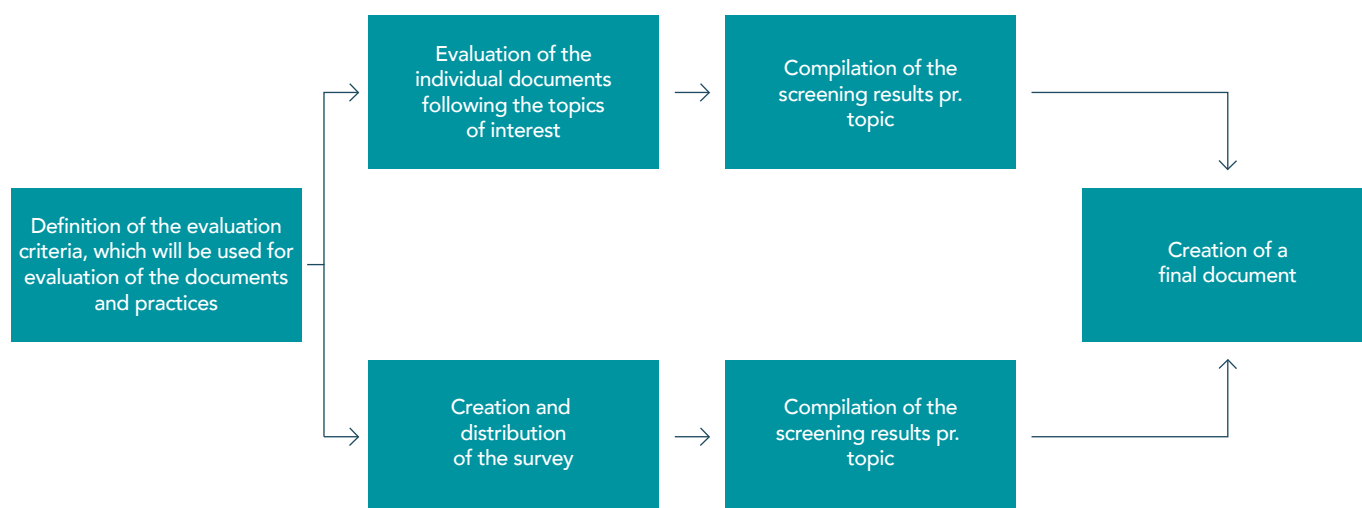 Evaluation of the
individual documents
following the topics
of interest
Compilation of the
screening results pr.
topic
Definition of the evaluation
criteria, which will be used for
evaluation of the documents
and practices
Creation of a
final document
Creation and
distribution
of the survey
Compilation of the
screening results pr.
topic